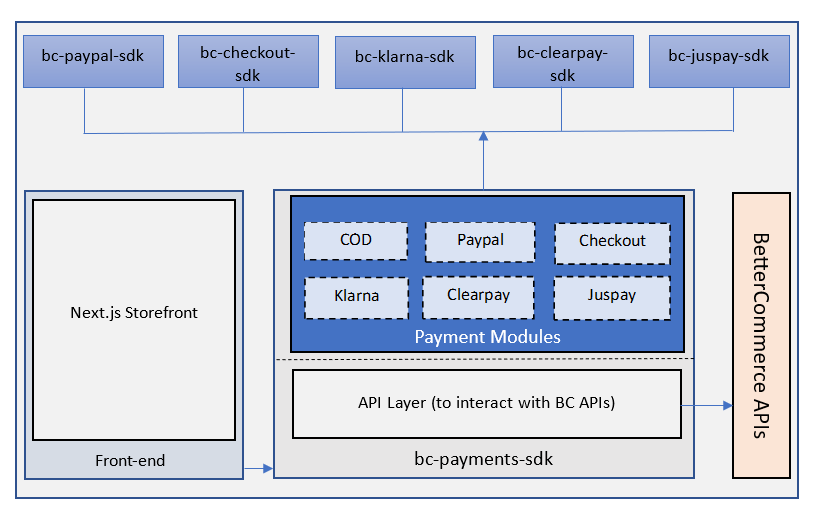 bc-paypal-sdk
bc-checkout-
sdk
bc-klarna-sdk
bc-clearpay-
sdk
bc-juspay-sdk
COD
Paypal
Checkout
Klarna
Clearpay
Juspay
Payment Modules
Next.js Storefront
API Layer (to interact with BC APIs)
Front-end
bc-payments-sdk
BetterCommerce APIs